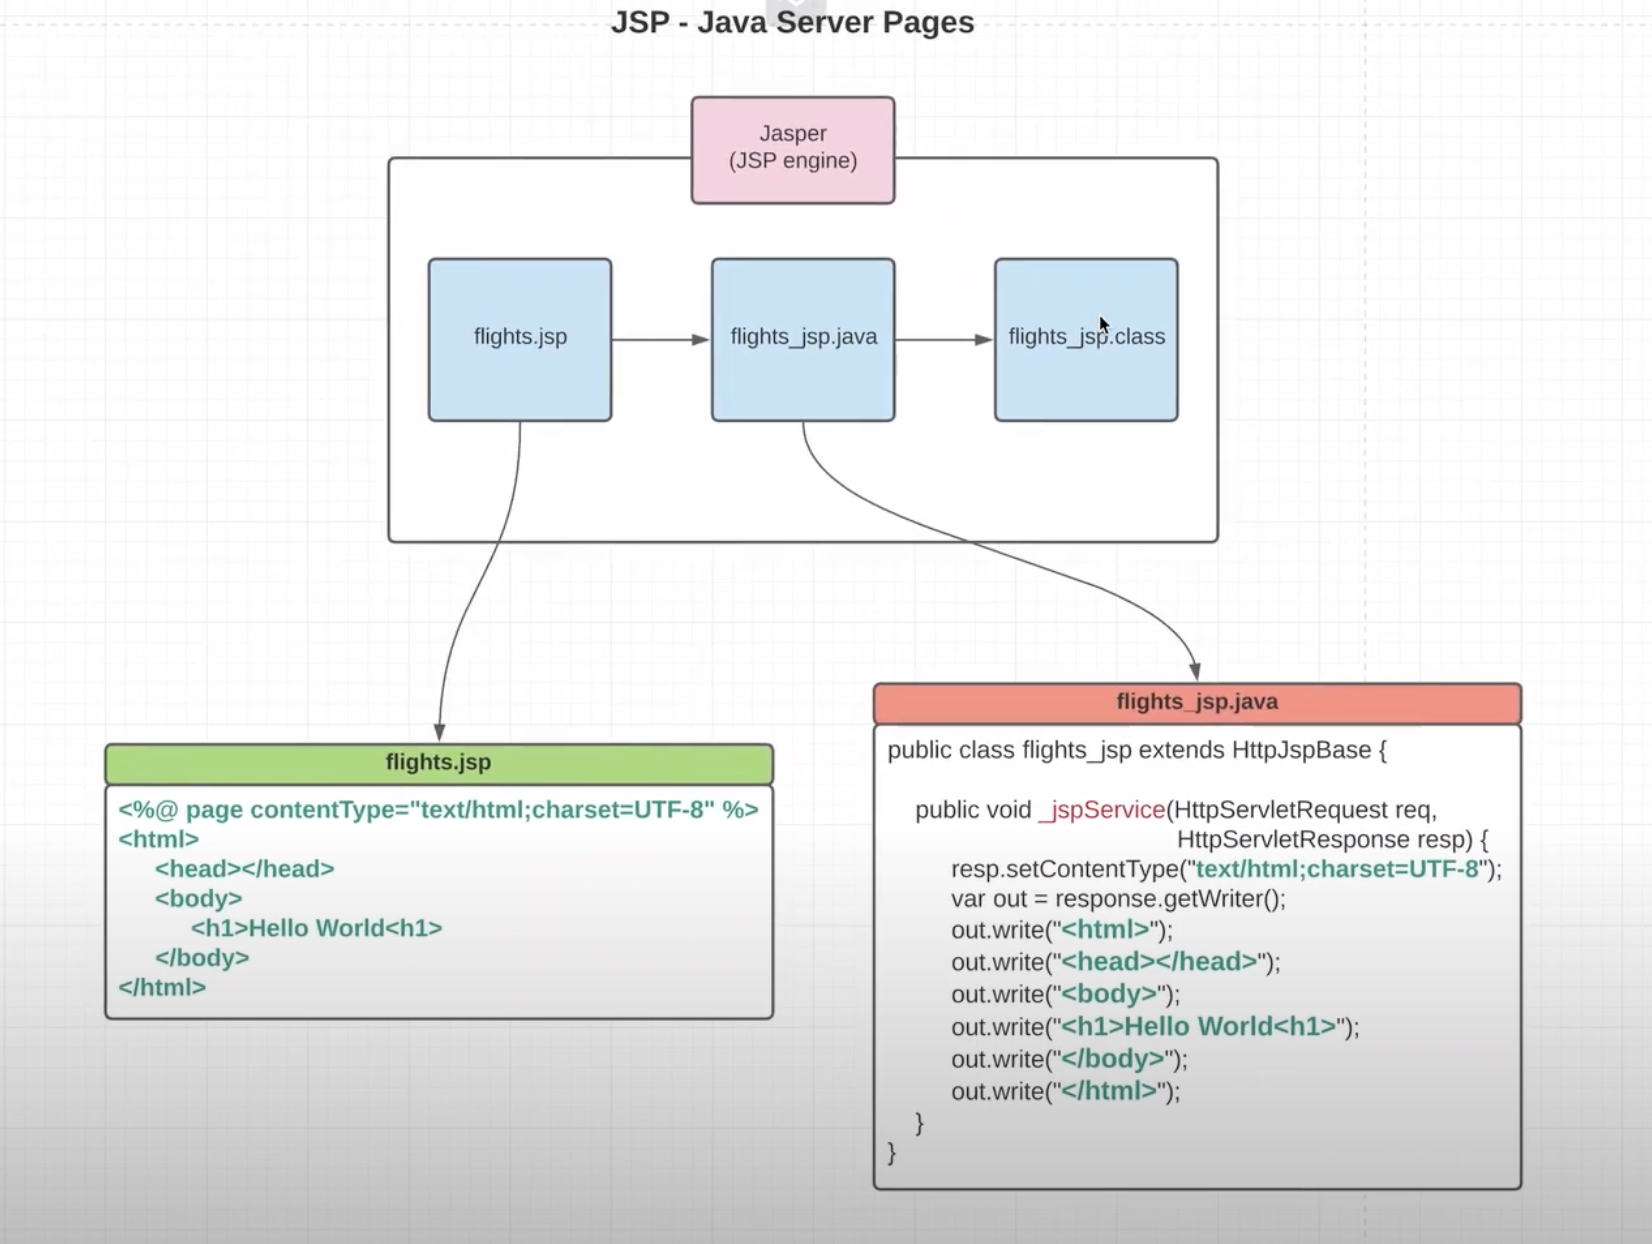 JSP - Java Server Pages
Jasper
(JSP engine)
flights.jsp
flights_jsp.java
flights_jsp.class
flights.jsp
<%@ page contentType="text/html;charset=UTF-8" %>
<html>
<head></head>
<body>
<h1>Hello World<h1>
</body>
</html>
flights_jsp.java
public class flights_jsp extends HttpJspBase {
public void _jspService(HttpServletRequest req,
HttpServletResponse resp) {
resp.setContentType("text/html;charset=UTF-8");
var out = response.getWriter();
out.write("<html>");
out.write("<head></head>");
out.write("<body>");
out.write("<h1>Hello World<h1>");
out.write("</body>");
out.write("</html>");
}
}